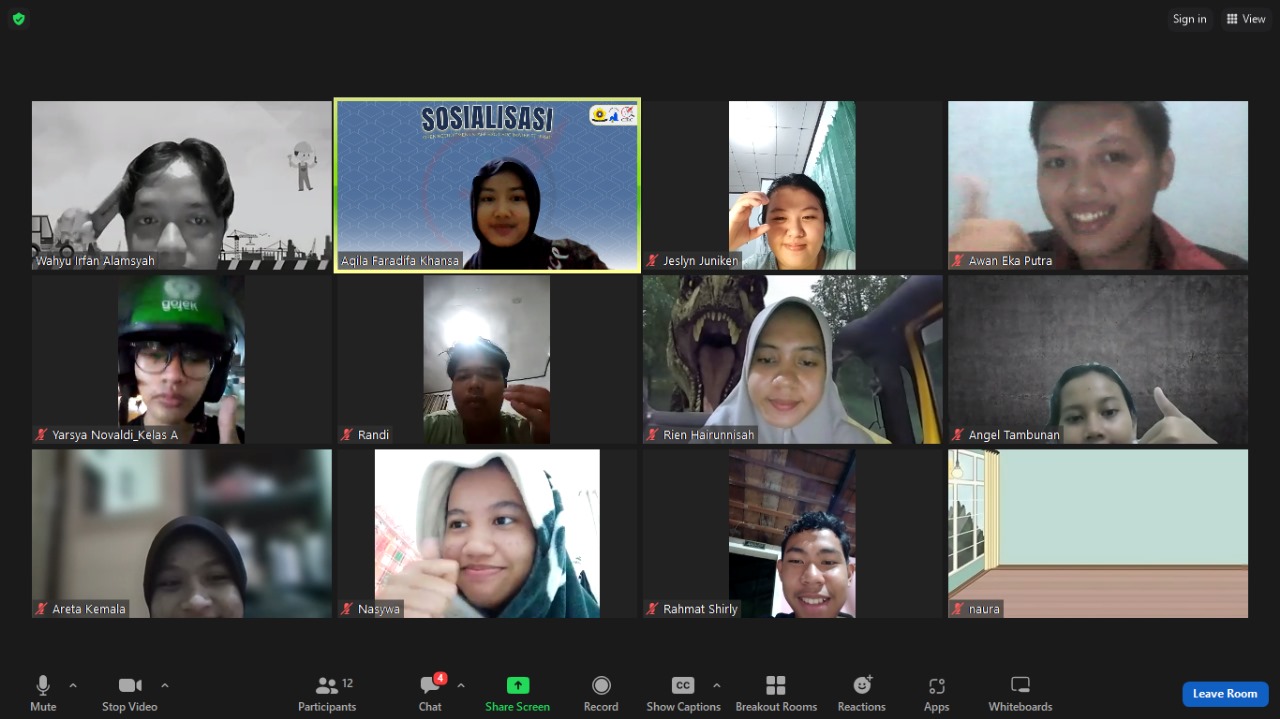 Sign in
View
SOSIALISASI
Wahyu Irfan Alamsyah
Aqila Faradifa Khansa
Jeslyn Juniken
Awan Eka Putra
gojek
Yarsya Novaldi_Kelas A
Randi
Rien Hairunnisah
Angel Tambunan
Areta Kemala
Nasywa
Rahmat Shirly
naura
12
4
CC
Mute
Stop Video
Participants
Chat
Share Screen
Record
Show Captions
Breakout Rooms
Reactions
Apps
Whiteboards
Leave Room